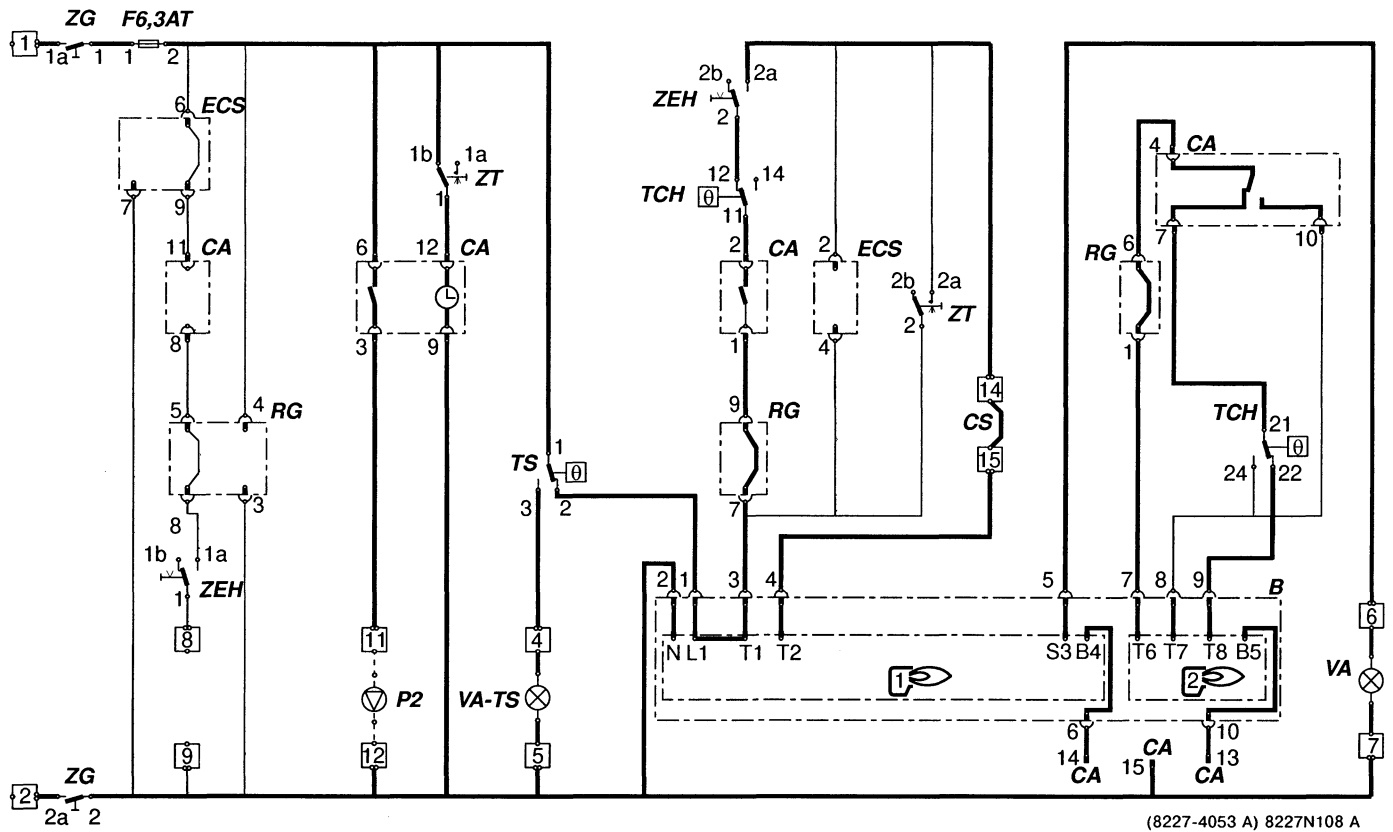 ZG F6,3AT
1 1a 1 1 2
2b 2a
ZEH
2
6 ECS
1b 1a
ZT
1
4 CA
12 14
TCH θ
11
7 9
7 10
11 CA
6 12 CA
2 CA
2 ECS
6 RG
2b 2a
ZT
2
8
3 9
1
4
1
14
CS
15
5 4 RG
9 RG
TCH 21
θ
24 22
TS 1
θ
3 2
8 3
7
1b 1a
ZEH
1
2 1 3 4 5 7 8 9 B
8 11 4
N L1 T1 T2 S3 B4 T6 T7 T8 B5
6
1 2
P2
VA-TS
VA
6 10
9 12 5
7
14 CA
CA 15
CA 13
ZG
2 2a 2
(8227-4053 A) 8227N108 A